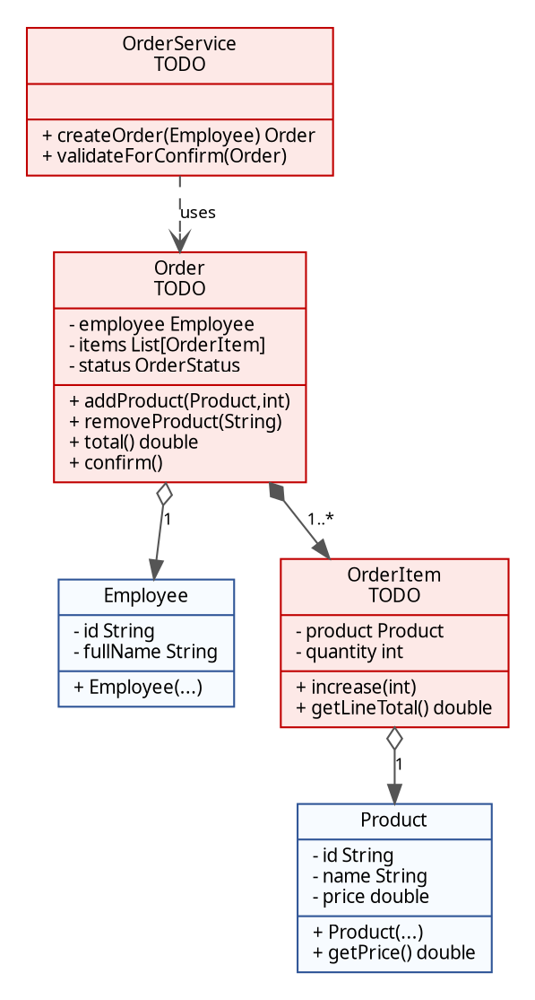 OrderService
TODO
+ createOrder(Employee) Order
+ validateForConfirm(Order)
uses
Order
TODO
- employee Employee
- items List[OrderItem]
- status OrderStatus
+ addProduct(Product,int)
+ removeProduct(String)
+ total() double
+ confirm()
1
1..*
Employee
- id String
- fullName String
+ Employee(...)
OrderItem
TODO
- product Product
- quantity int
+ increase(int)
+ getLineTotal() double
1
Product
- id String
- name String
- price double
+ Product(...)
+ getPrice() double